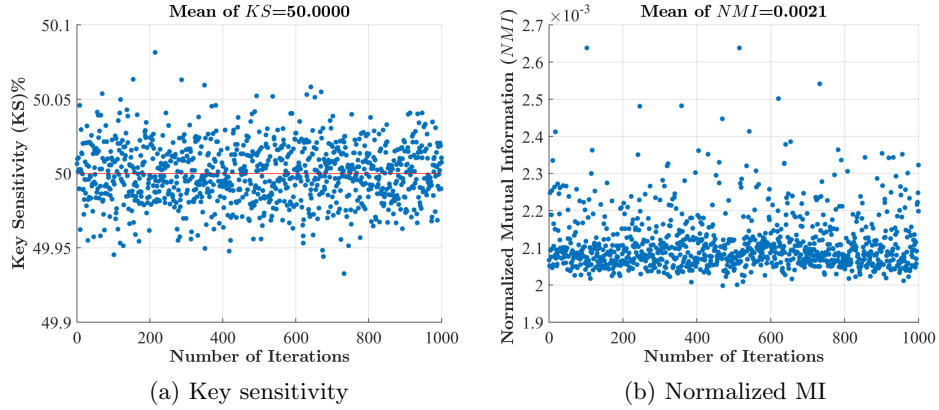 Mean of KS=50.0000
Key Sensitivity (KS)%
50.1
50.05
50
49.95
49.9
0 200 400 600 800 1000
Number of Iterations
(a) Key sensitivity
×10⁻³ Mean of NMI=0.0021
Normalized Mutual Information (NMI)
2.7
2.6
2.5
2.4
2.3
2.2
2.1
2
1.9
0 200 400 600 800 1000
Number of Iterations
(b) Normalized MI